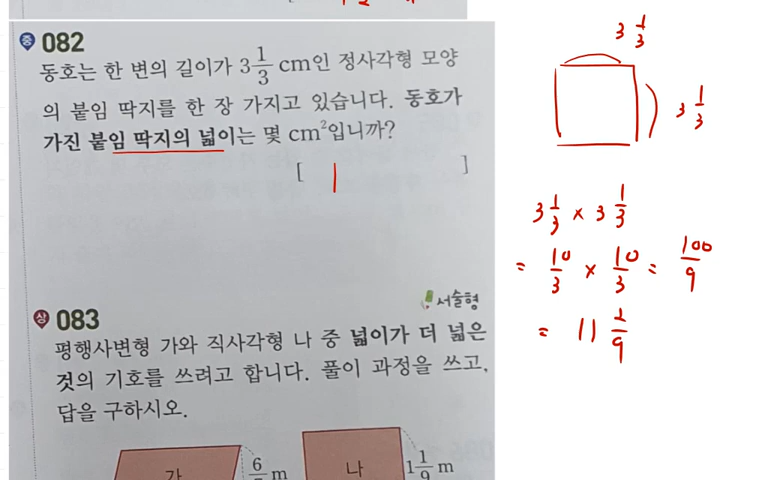 중 082
동호는 한 변의 길이가 3 1/3 cm인 정사각형 모양
의 붙임 딱지를 한 장 가지고 있습니다. 동호가
가진 붙임 딱지의 넓이는 몇 cm²입니까?
[ ]
3 1/3
3 1/3
3 1/3 × 3 1/3
= 10/3 × 10/3 = 100/9
= 11 1/9
서술형
상 083
평행사변형 가와 직사각형 나 중 넓이가 더 넓은
것의 기호를 쓰려고 합니다. 풀이 과정을 쓰고,
답을 구하시오.
가 m
나 1 1/9 m